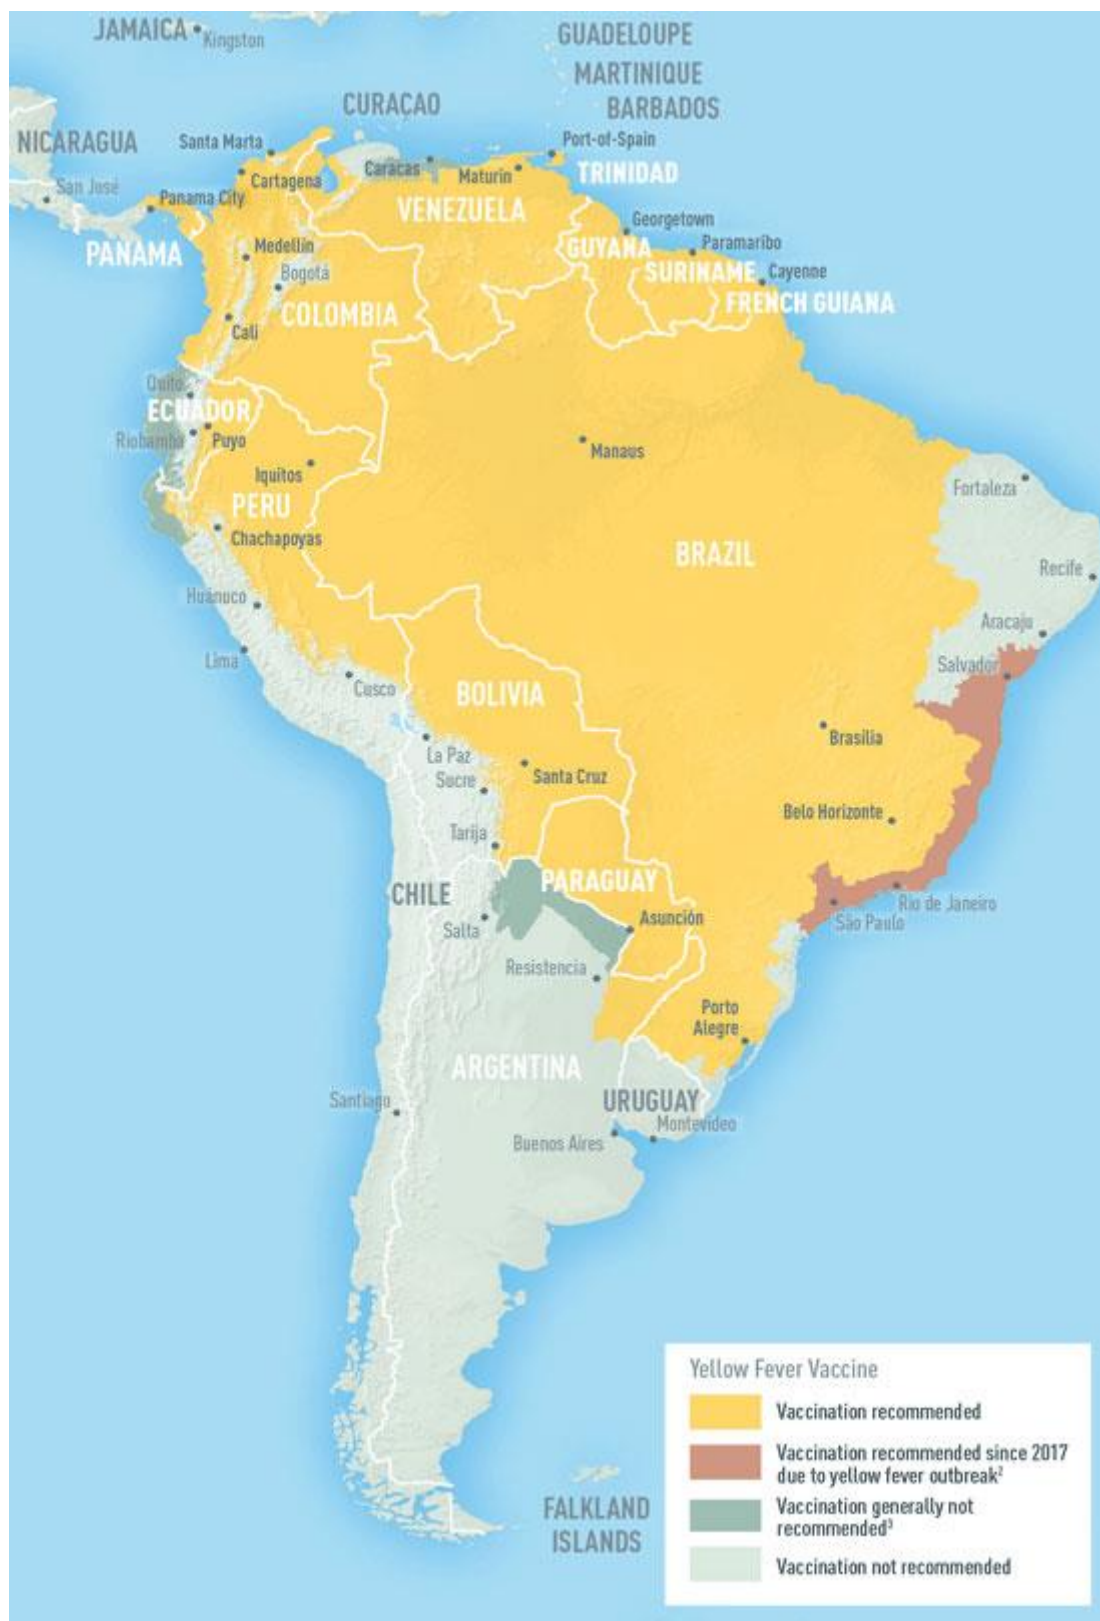 JAMAICA
Kingston
GUADELOUPE
MARTINIQUE
BARBADOS
CURAÇAO
NICARAGUA
Santa Marta
Port-of-Spain
San José
Cartagena
Caracas
Maturin
TRINIDAD
Panama City
VENEZUELA
Georgetown
PANAMA
Medellín
GUYANA
Paramaribo
Bogotá
SURINAME
Cayenne
COLOMBIA
FRENCH GUIANA
Cali
Quito
ECUADOR
Riobamba
Puyo
Manaus
Iquitos
Fortaleza
PERU
Chachapoyas
BRAZIL
Recife
Huánuco
Aracaju
Lima
Salvador
Cusco
BOLIVIA
Brasília
La Paz
Santa Cruz
Sucre
Belo Horizonte
Tarija
PARAGUAY
CHILE
Rio de Janeiro
Asunción
São Paulo
Salta
Resistencia
Porto
Alegre
ARGENTINA
Santiago
URUGUAY
Montevideo
Buenos Aires
Yellow Fever Vaccine
Vaccination recommended
Vaccination recommended since 2017
due to yellow fever outbreak²
Vaccination generally not
recommended³
Vaccination not recommended
FALKLAND
ISLANDS